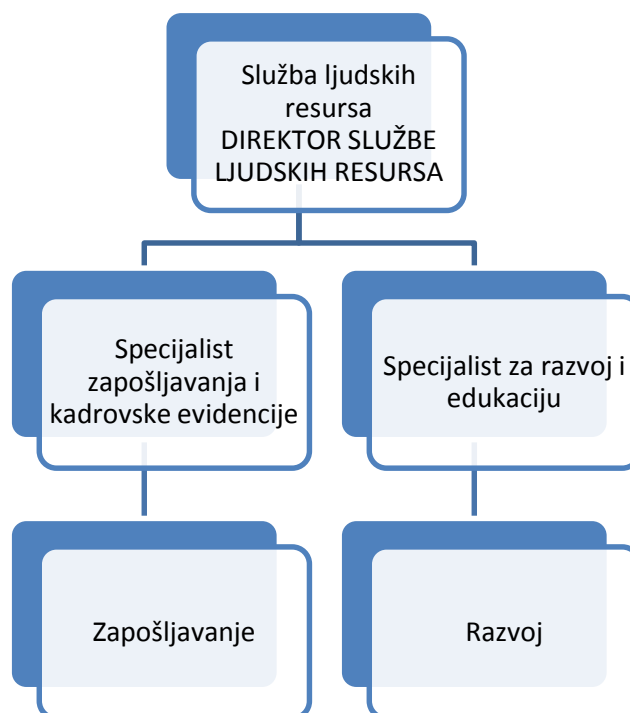 Služba ljudskih
resursa
DIREKTOR SLUŽBE
LJUDSKIH RESURSA
Specijalist
zapošljavanja i
kadrovske evidencije
Specijalist za razvoj i
edukaciju
Zapošljavanje
Razvoj